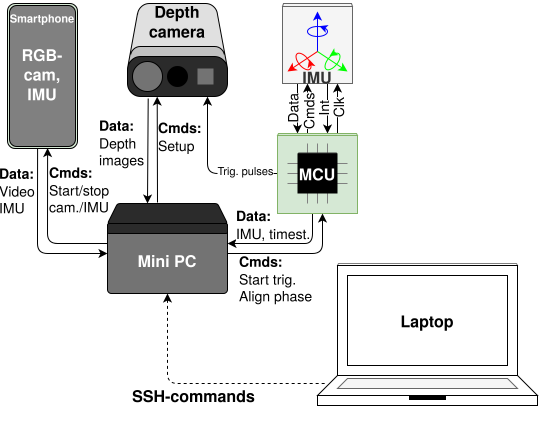 Smartphone
RGB-
cam,
IMU
Depth
camera
IMU
Data
Cmds
Int
Clk
MCU
Trig. pulses
Data:
Depth
images
Cmds:
Setup
Data:
Video
IMU
Cmds:
Start/stop
cam./IMU
Data:
IMU, timest.
Cmds:
Start trig.
Align phase
Mini PC
Laptop
SSH-commands